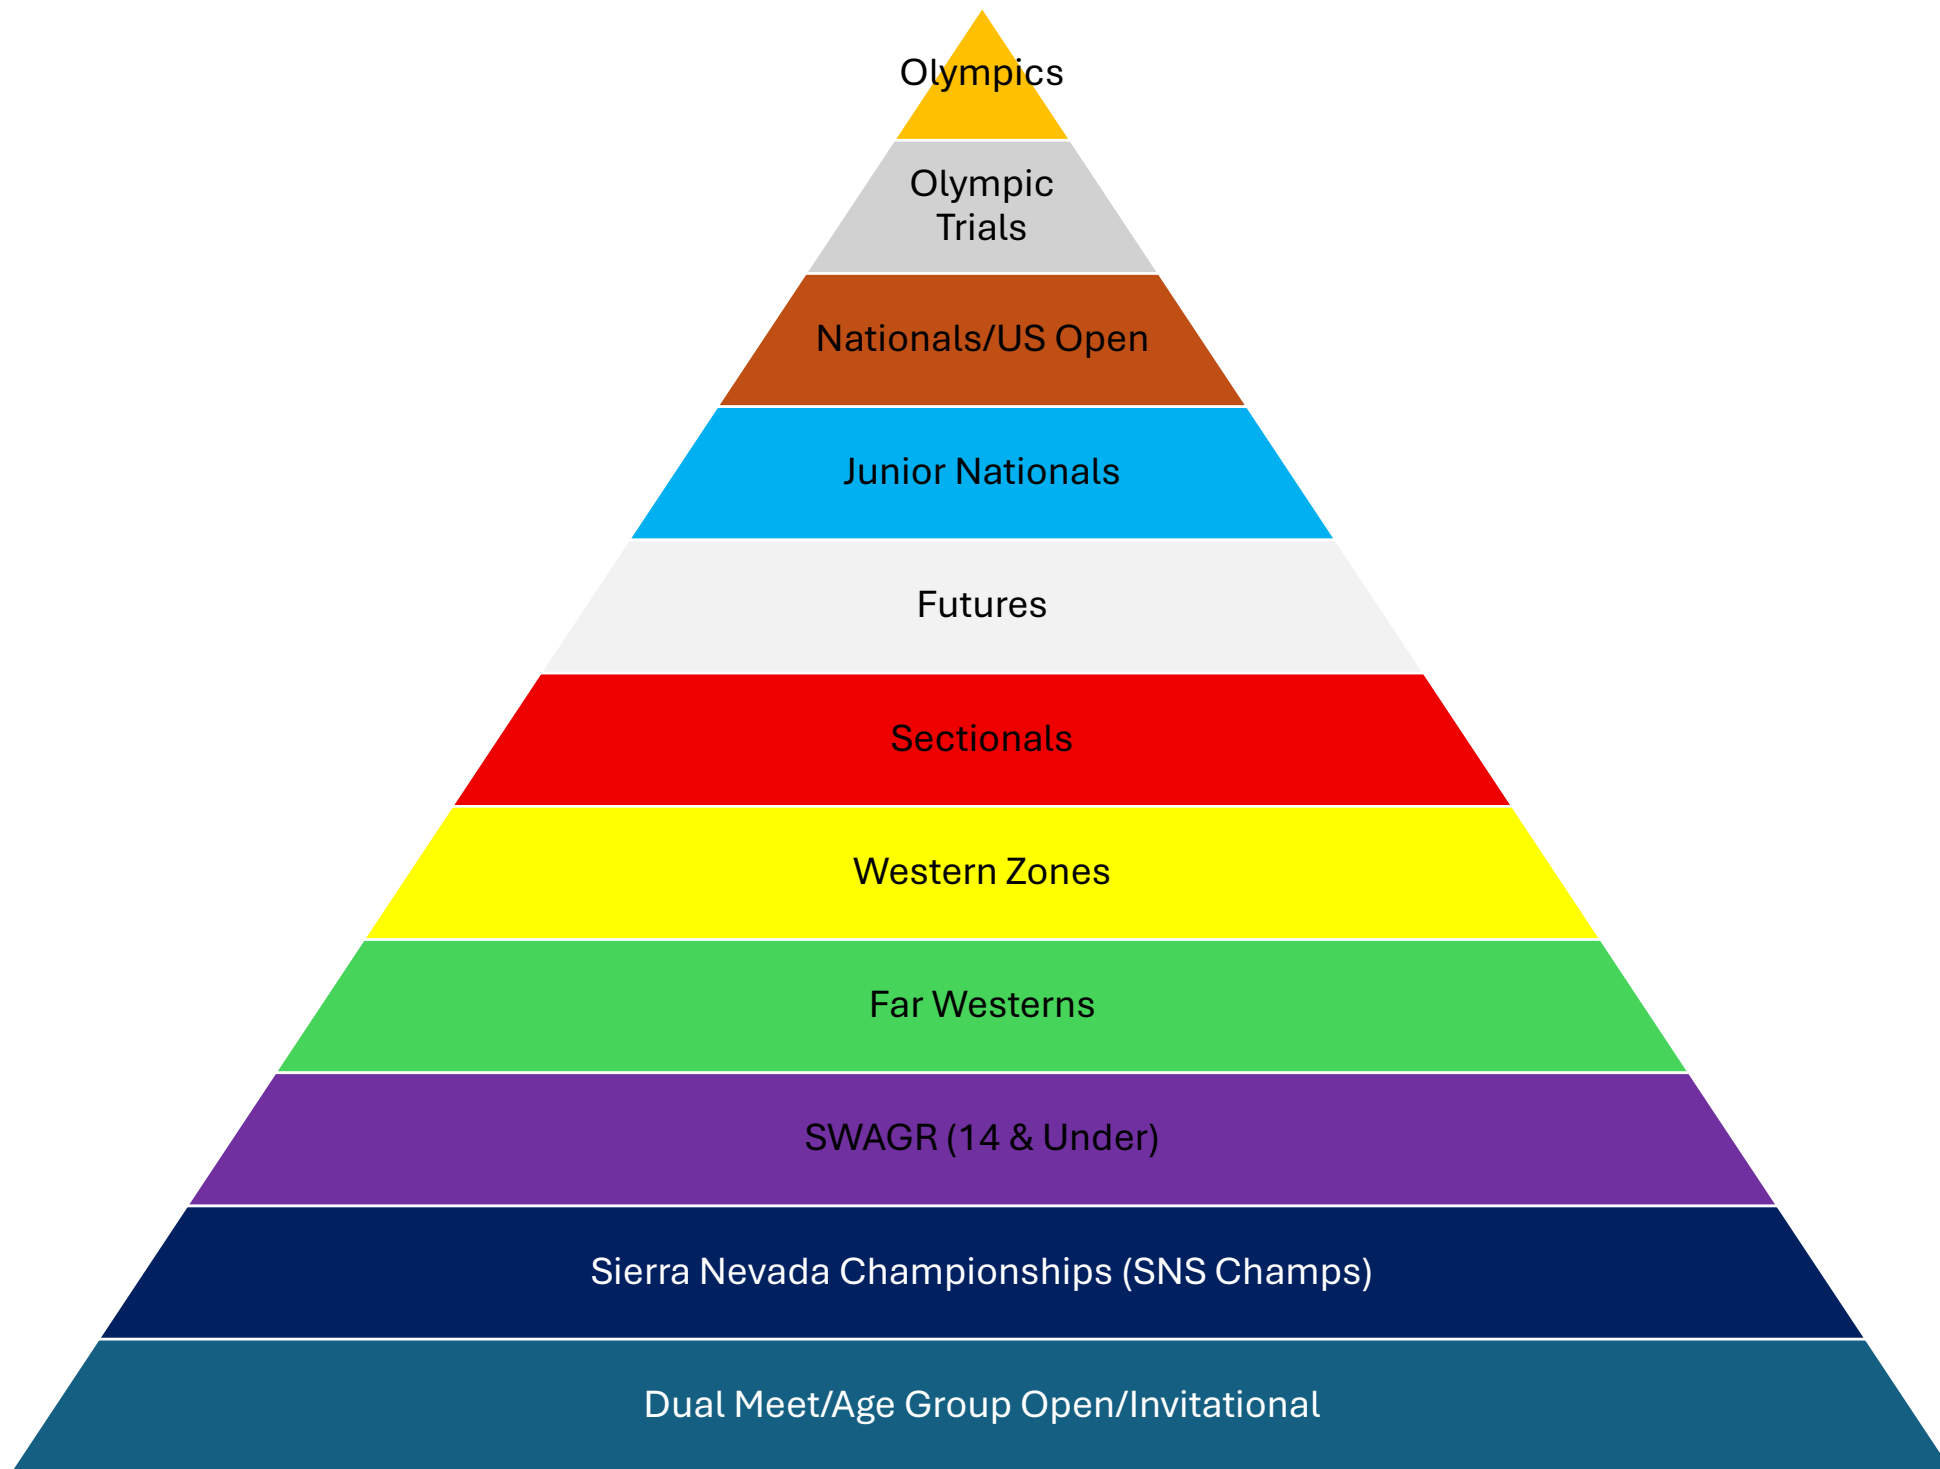 Olympics
Olympic
Trials
Nationals/US Open
Junior Nationals
Futures
Sectionals
Western Zones
Far Westerns
SWAGR (14 & Under)
Sierra Nevada Championships (SNS Champs)
Dual Meet/Age Group Open/Invitational